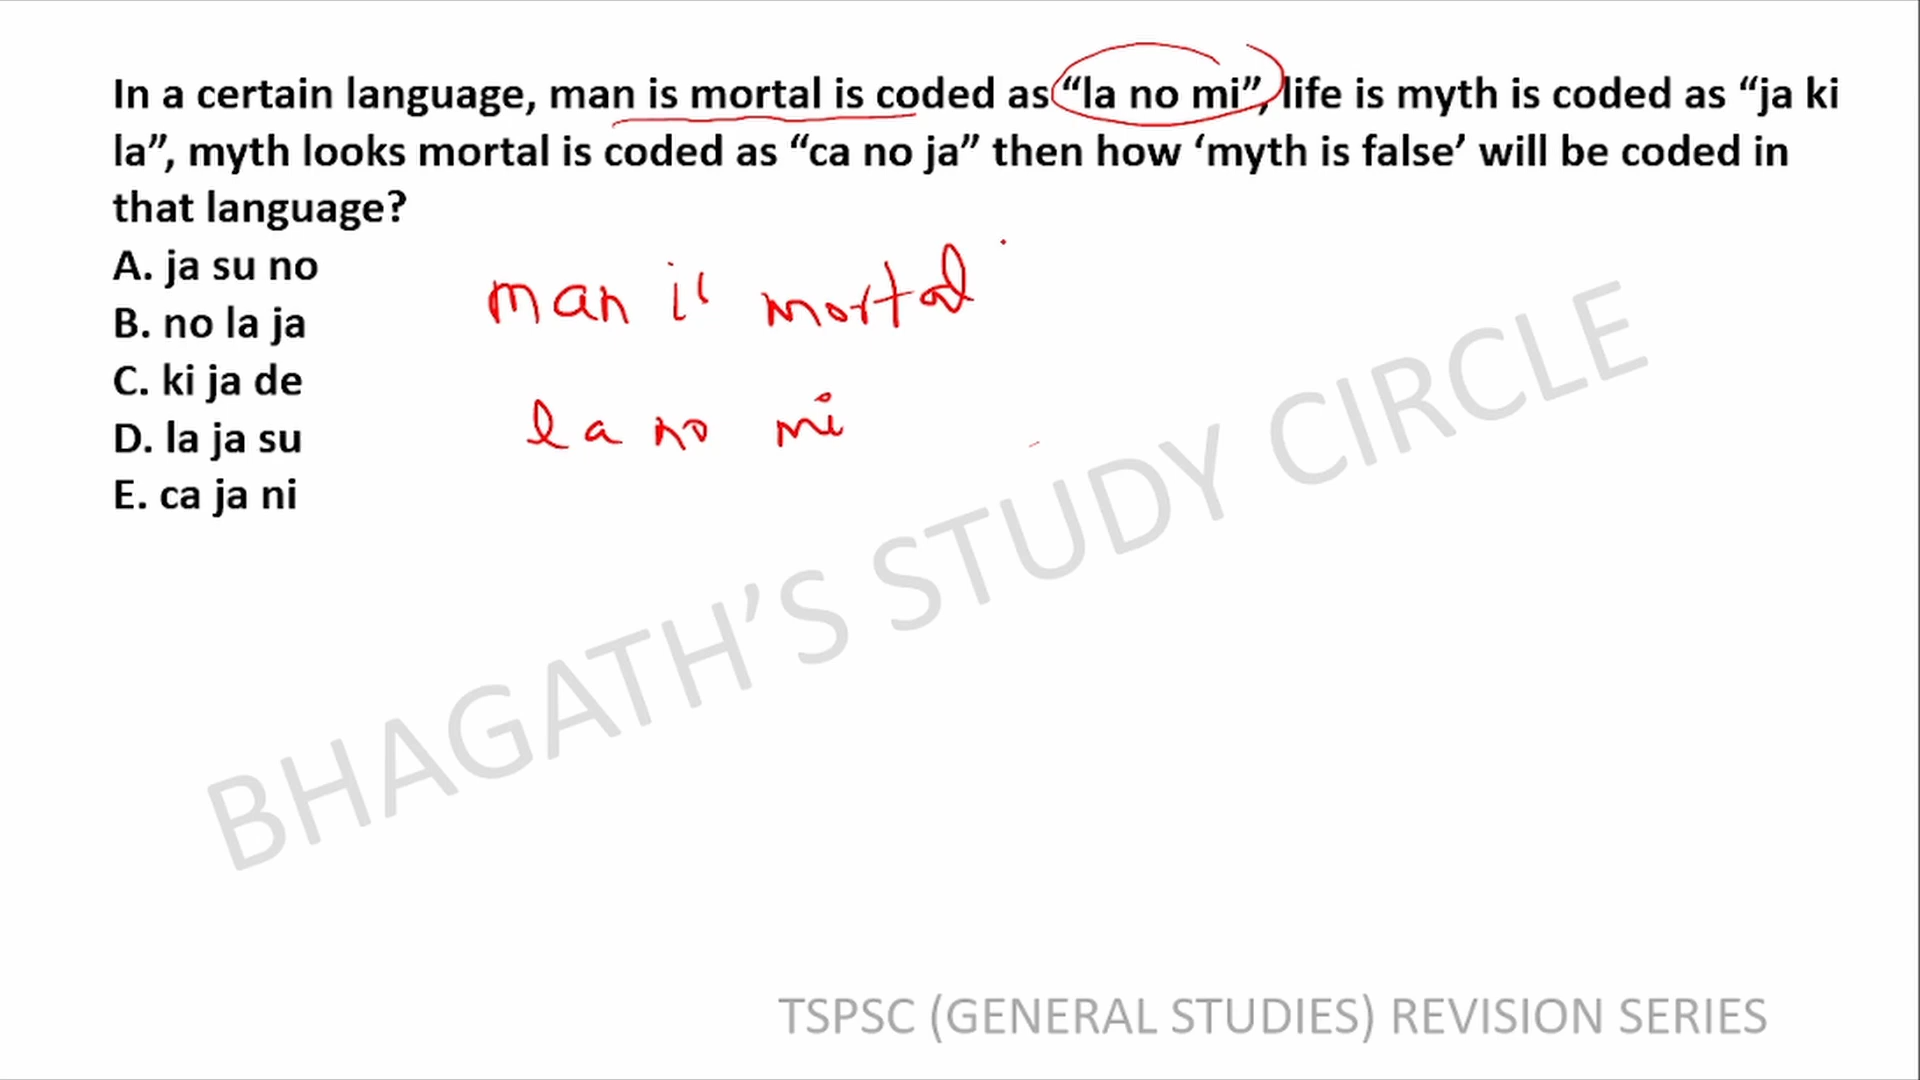 In a certain language, man is mortal is coded as “la no mi”, life is myth is coded as “ja ki
la”, myth looks mortal is coded as “ca no ja” then how ‘myth is false’ will be coded in
that language?
A. ja su no
B. no la ja
C. ki ja de
D. la ja su
E. ca ja ni
man is mortal
la no mi
BHAGATH’S STUDY CIRCLE
TSPSC (GENERAL STUDIES) REVISION SERIES